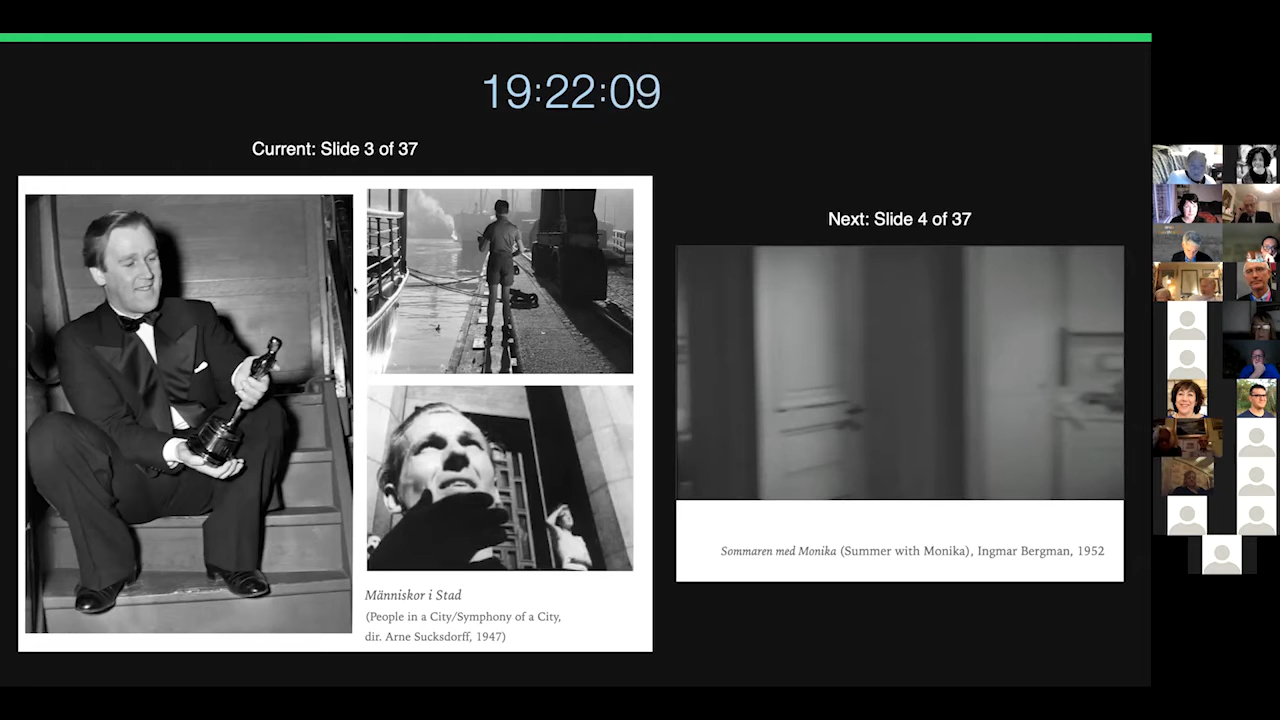 19:22:09
Current: Slide 3 of 37
Next: Slide 4 of 37
Sommaren med Monika (Summer with Monika), Ingmar Bergman, 1952
Människor i Stad
(People in a City/Symphony of a City,
dir. Arne Sucksdorff, 1947)